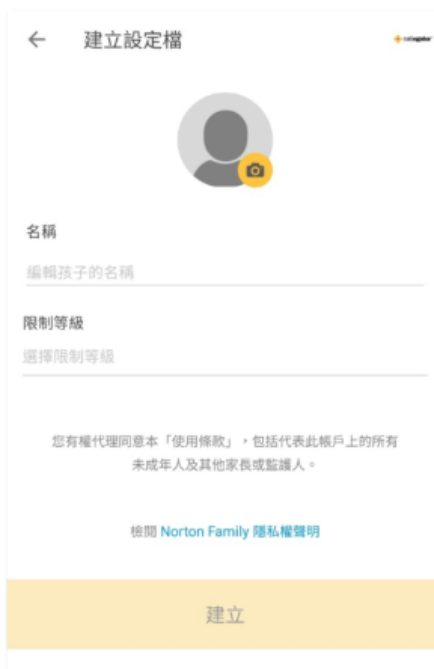 建立設定檔
名稱
編輯孩子的名稱
限制等級
選擇限制等級
您有權代理同意本「使用條款」，包括代表此帳戶上的所有
未成年人及其他家長或監護人。
檢閱 Norton Family 隱私權聲明
建立